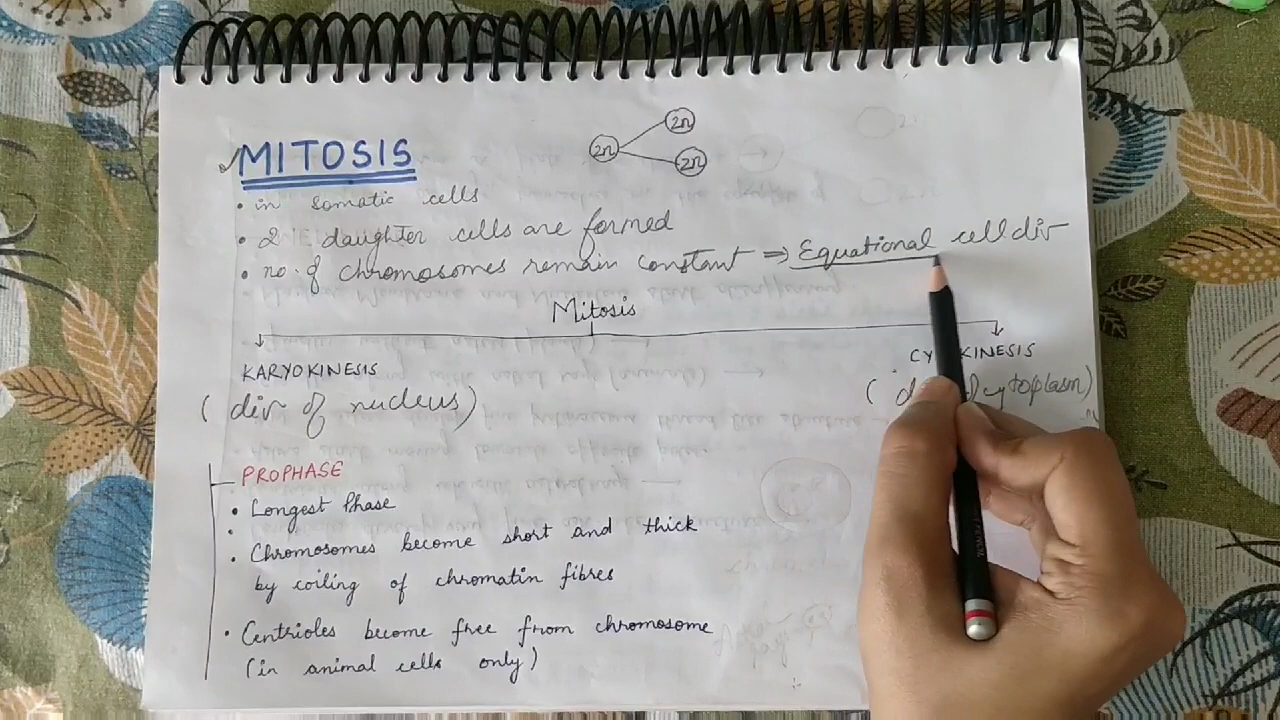 2n
2n
2n
MITOSIS
• in somatic cells
• 2 daughter cells are formed
• no. of chromosomes remain constant ⇒ Equational cell div
Mitosis
KARYOKINESIS
(div of nucleus)
CY KINESIS
( cytoplasm)
PROPHASE
• Longest Phase
• Chromosomes become short and thick
by coiling of chromatin fibres
• Centrioles become free from chromosome
(in animal cells only)